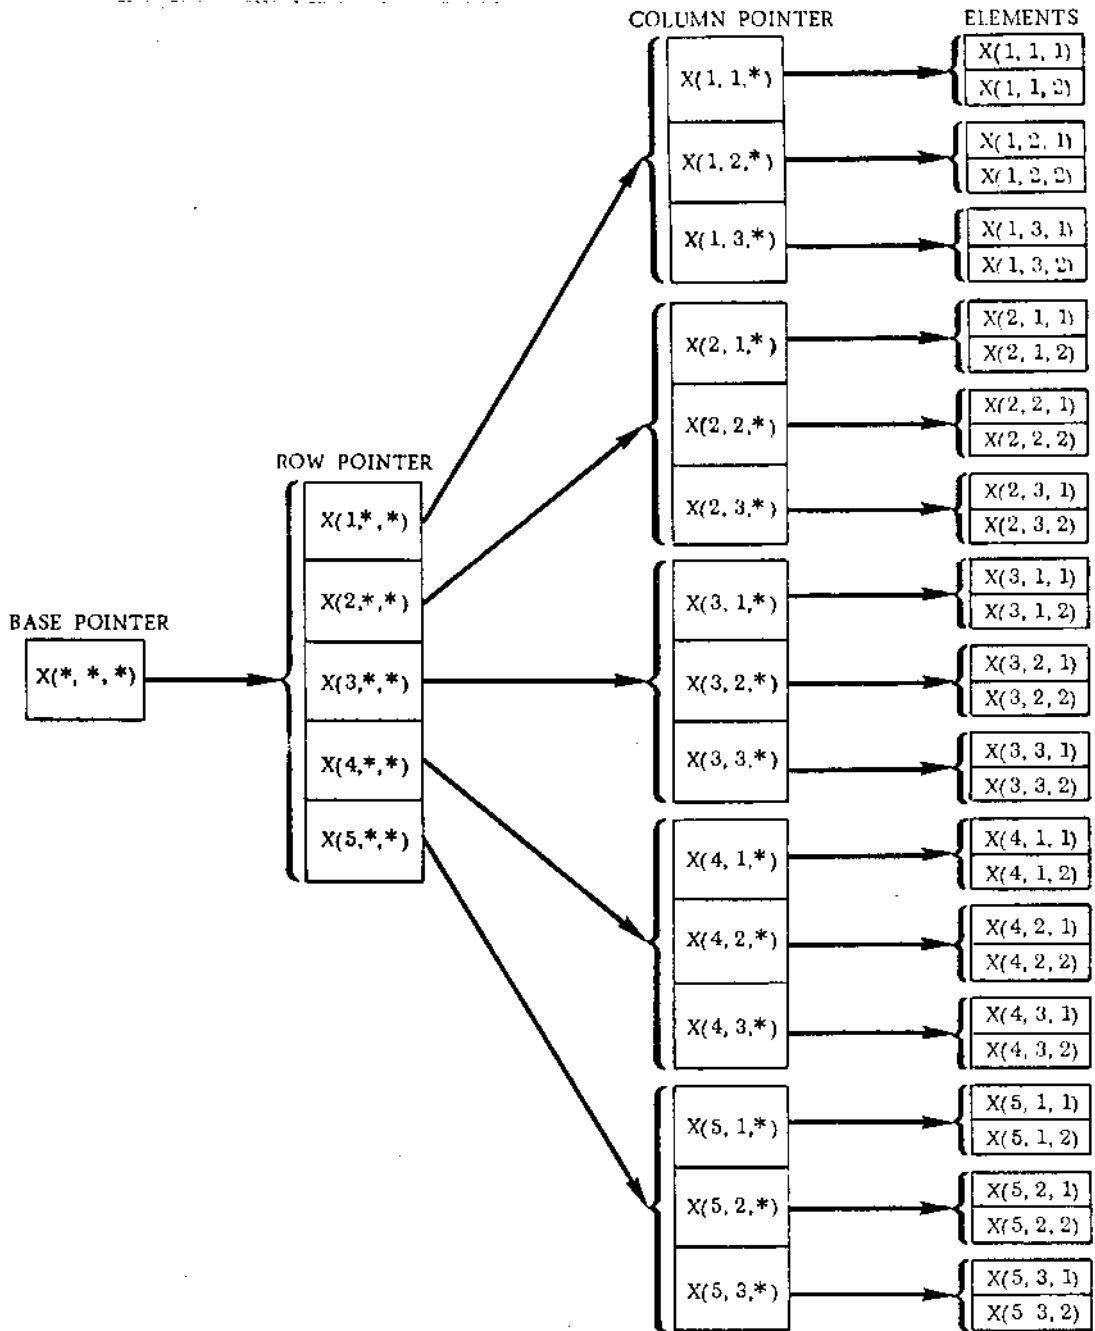 COLUMN POINTER
ELEMENTS
X(1, 1,*)
X(1, 1, 1)
X(1, 1, 2)
X(1, 2,*)
X(1, 2, 1)
X(1, 2, 2)
X(1, 3,*)
X(1, 3, 1)
X(1, 3, 2)
X(2, 1,*)
X(2, 1, 1)
X(2, 1, 2)
X(2, 2,*)
X(2, 2, 1)
X(2, 2, 2)
X(2, 3,*)
X(2, 3, 1)
X(2, 3, 2)
ROW POINTER
X(1,*,*)
X(2,*,*)
X(3,*,*)
X(4,*,*)
X(5,*,*)
BASE POINTER
X(*, *, *)
X(3, 1,*)
X(3, 1, 1)
X(3, 1, 2)
X(3, 2,*)
X(3, 2, 1)
X(3, 2, 2)
X(3, 3,*)
X(3, 3, 1)
X(3, 3, 2)
X(4, 1,*)
X(4, 1, 1)
X(4, 1, 2)
X(4, 2,*)
X(4, 2, 1)
X(4, 2, 2)
X(4, 3,*)
X(4, 3, 1)
X(4, 3, 2)
X(5, 1,*)
X(5, 1, 1)
X(5, 1, 2)
X(5, 2,*)
X(5, 2, 1)
X(5, 2, 2)
X(5, 3,*)
X(5, 3, 1)
X(5 3, 2)